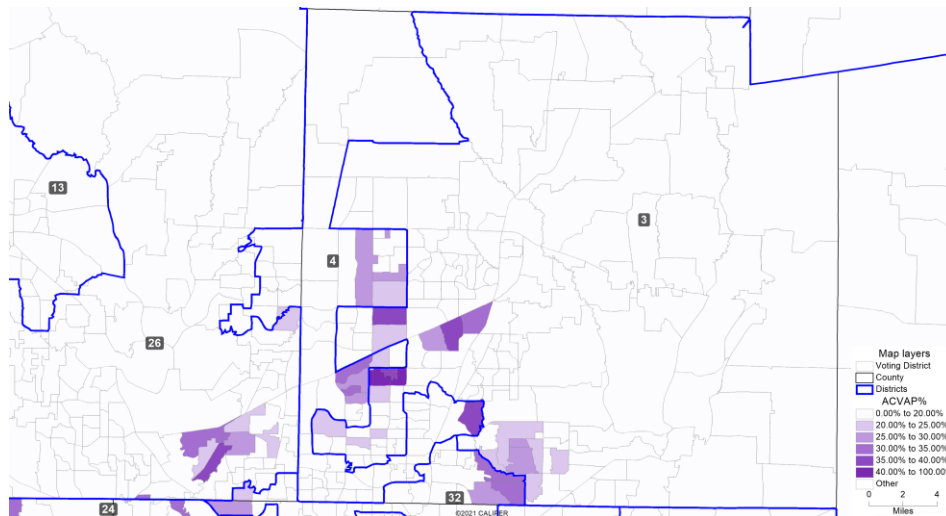 13
3
4
26
32
24
Map layers
Voting District
County
Districts
ACVAP%
0.00% to 20.00%
20.00% to 25.00%
25.00% to 30.00%
30.00% to 35.00%
35.00% to 40.00%
40.00% to 100.00%
Other
0 2 4
Miles
©2021 CALIPER